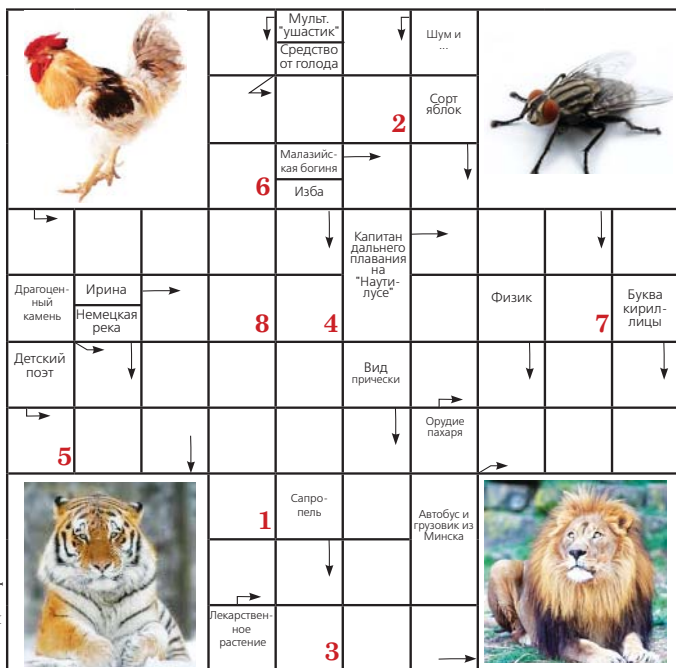 Мульт.
"ушастик"
Средство
от голода
Шум и
...
2
Сорт
яблок
6
Малазийс-
кая богиня
Изба
Капитан
дальнего
плавания
на
"Наути-
лусе"
Драгоцен-
ный
камень
Ирина
Немецкая
река
8
4
Физик
7
Буква
кирил-
лицы
Детский
поэт
Вид
прически
5
Орудие
пахаря
1
Сапро-
пель
Автобус и
грузовик из
Минска
Лекарствен-
ное
растение
3